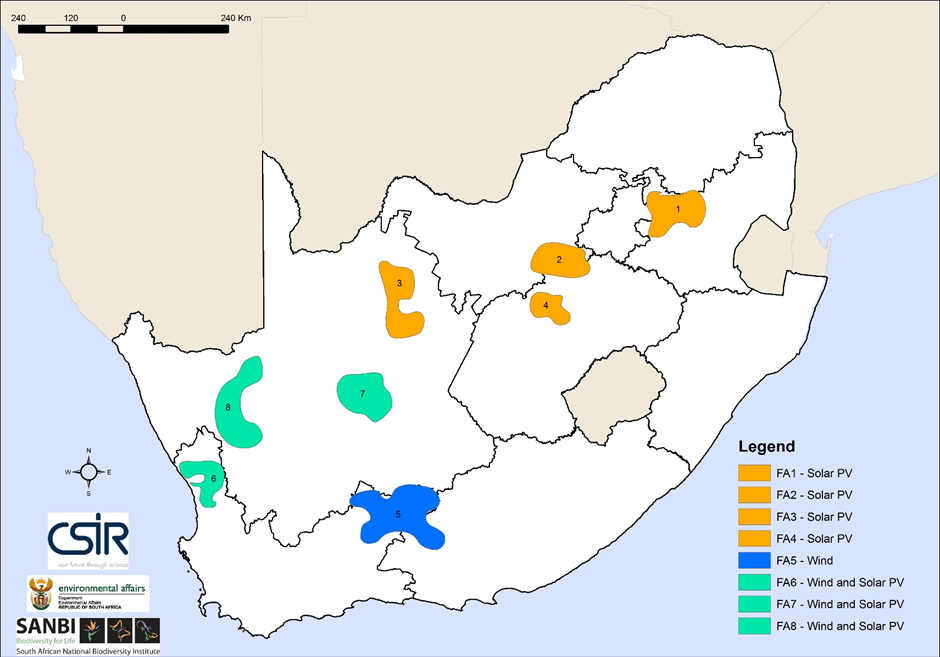 240 120 0 240 Km
1
2
3
4
7
8
6
5
N
W E
S
Legend
FA1 - Solar PV
FA2 - Solar PV
FA3 - Solar PV
FA4 - Solar PV
FA5 - Wind
FA6 - Wind and Solar PV
FA7 - Wind and Solar PV
FA8 - Wind and Solar PV
CSIR
our future through science
environmental affairs
Department:
Environmental Affairs
REPUBLIC OF SOUTH AFRICA
SANBI
Biodiversity for Life
South African National Biodiversity Institute